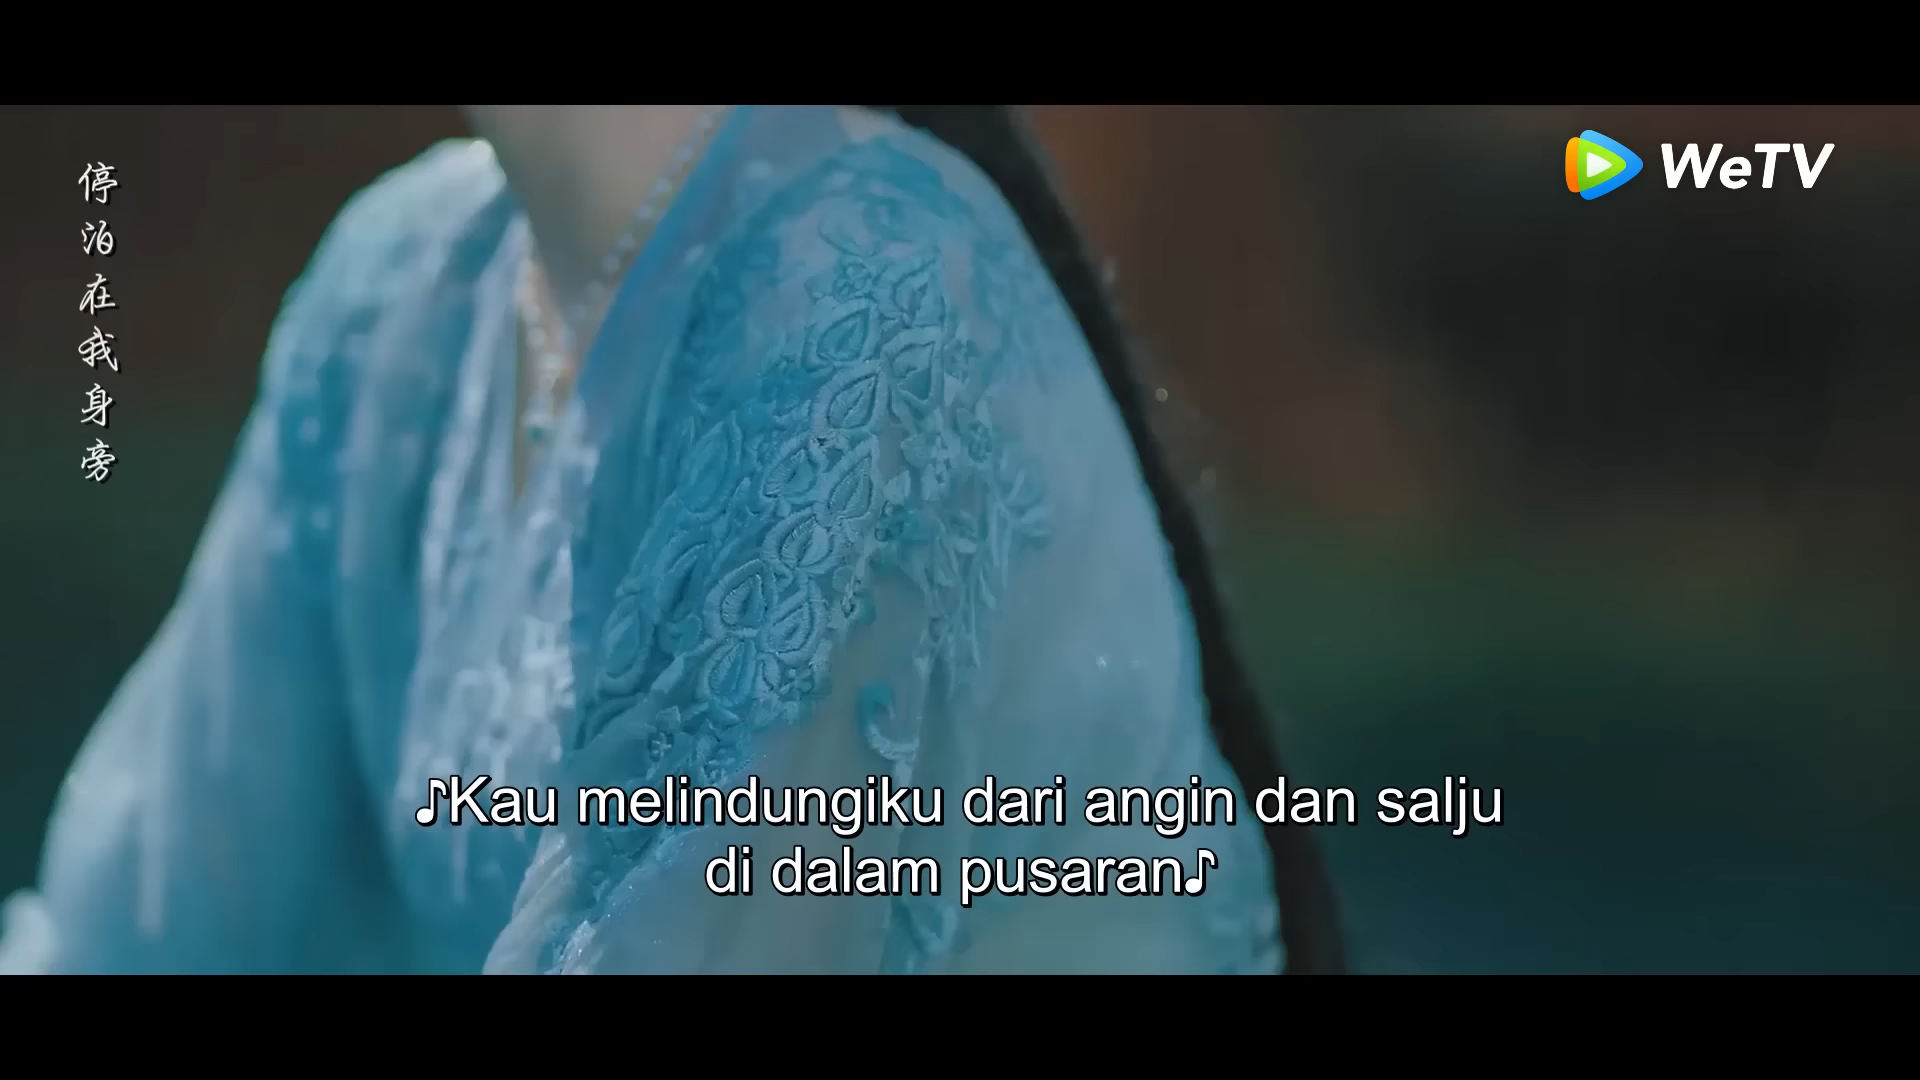 停泊在我身旁
WeTV
♪Kau melindungiku dari angin dan salju
di dalam pusaran♪